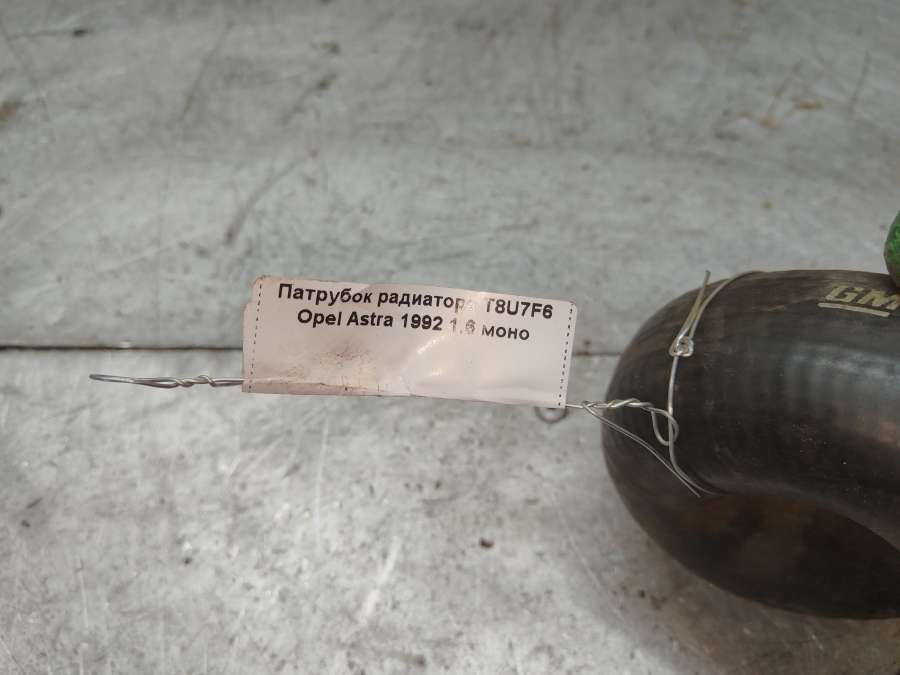 Патрубок радиатора T8U7F6
Opel Astra 1992 1.6 моно
GM